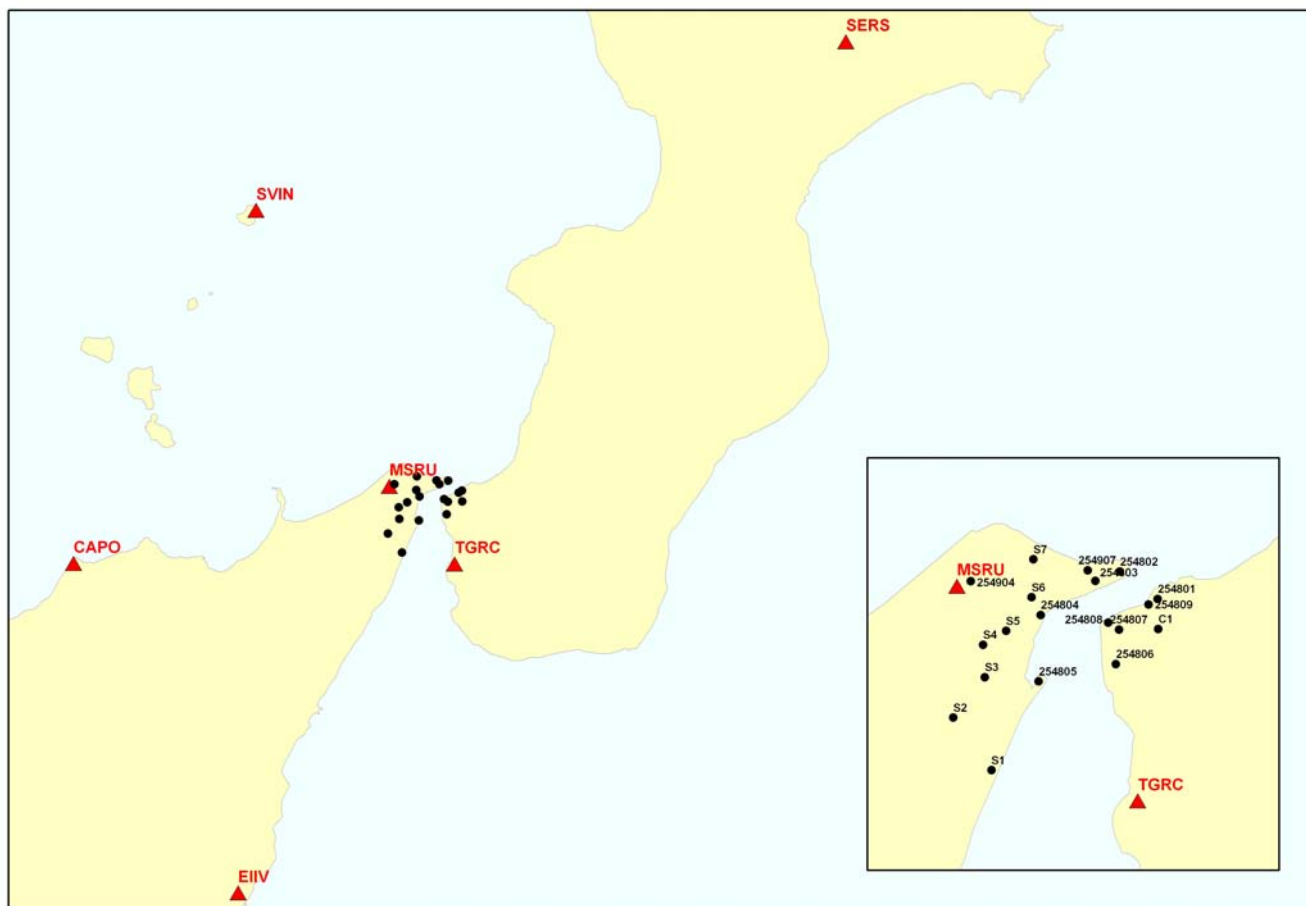 SERS
SVIN
MSRU
CAPO
TGRC
EIIV
S7
254907
254802
254803
MSRU
254904
S6
254801
254809
254804
254808
254807
C1
S5
S4
254806
S3
254805
S2
S1
TGRC